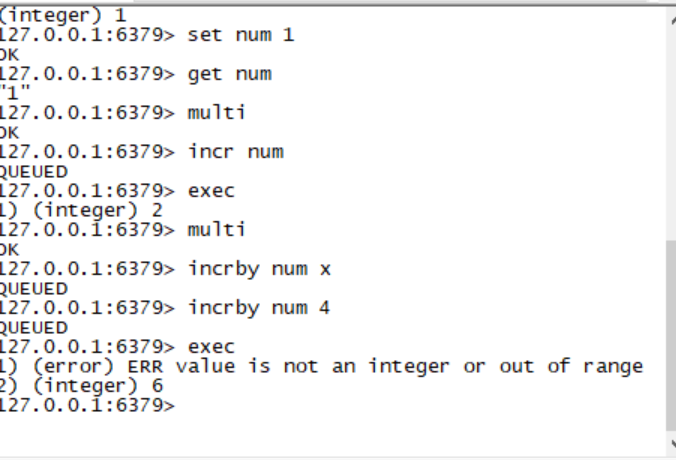 (integer) 1
127.0.0.1:6379> set num 1
OK
127.0.0.1:6379> get num
"1"
127.0.0.1:6379> multi
OK
127.0.0.1:6379> incr num
QUEUED
127.0.0.1:6379> exec
1) (integer) 2
127.0.0.1:6379> multi
OK
127.0.0.1:6379> incrby num x
QUEUED
127.0.0.1:6379> incrby num 4
QUEUED
127.0.0.1:6379> exec
1) (error) ERR value is not an integer or out of range
2) (integer) 6
127.0.0.1:6379>